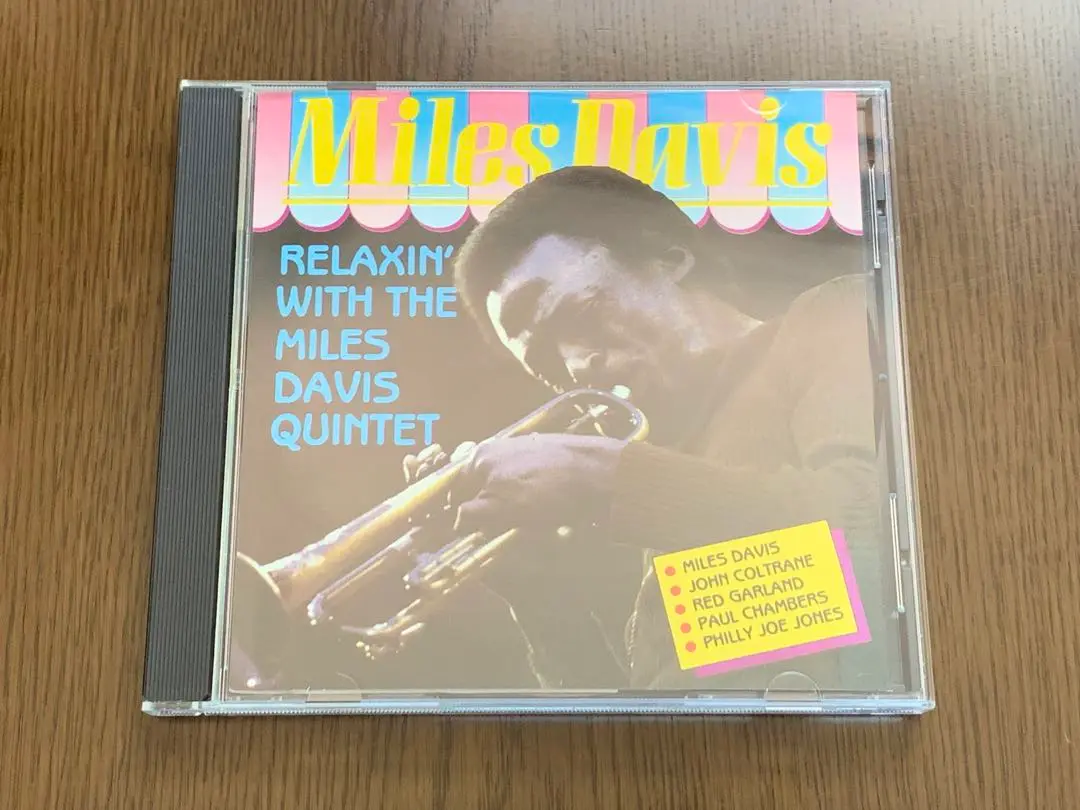 Miles Davis
RELAXIN'
WITH THE
MILES
DAVIS
QUINTET
MILES DAVIS
JOHN COLTRANE
RED GARLAND
PAUL CHAMBERS
PHILLY JOE JONES